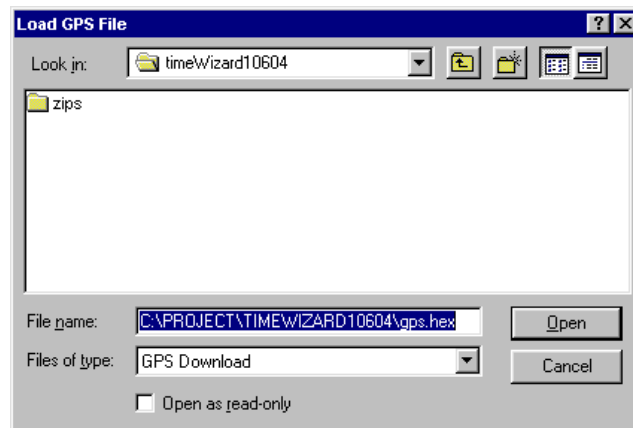 Load GPS File
Look in: timeWizard10604
zips
File name: C:\PROJECT\TIMEWIZARD10604\gps.hex Open
Files of type: GPS Download Cancel
Open as read-only